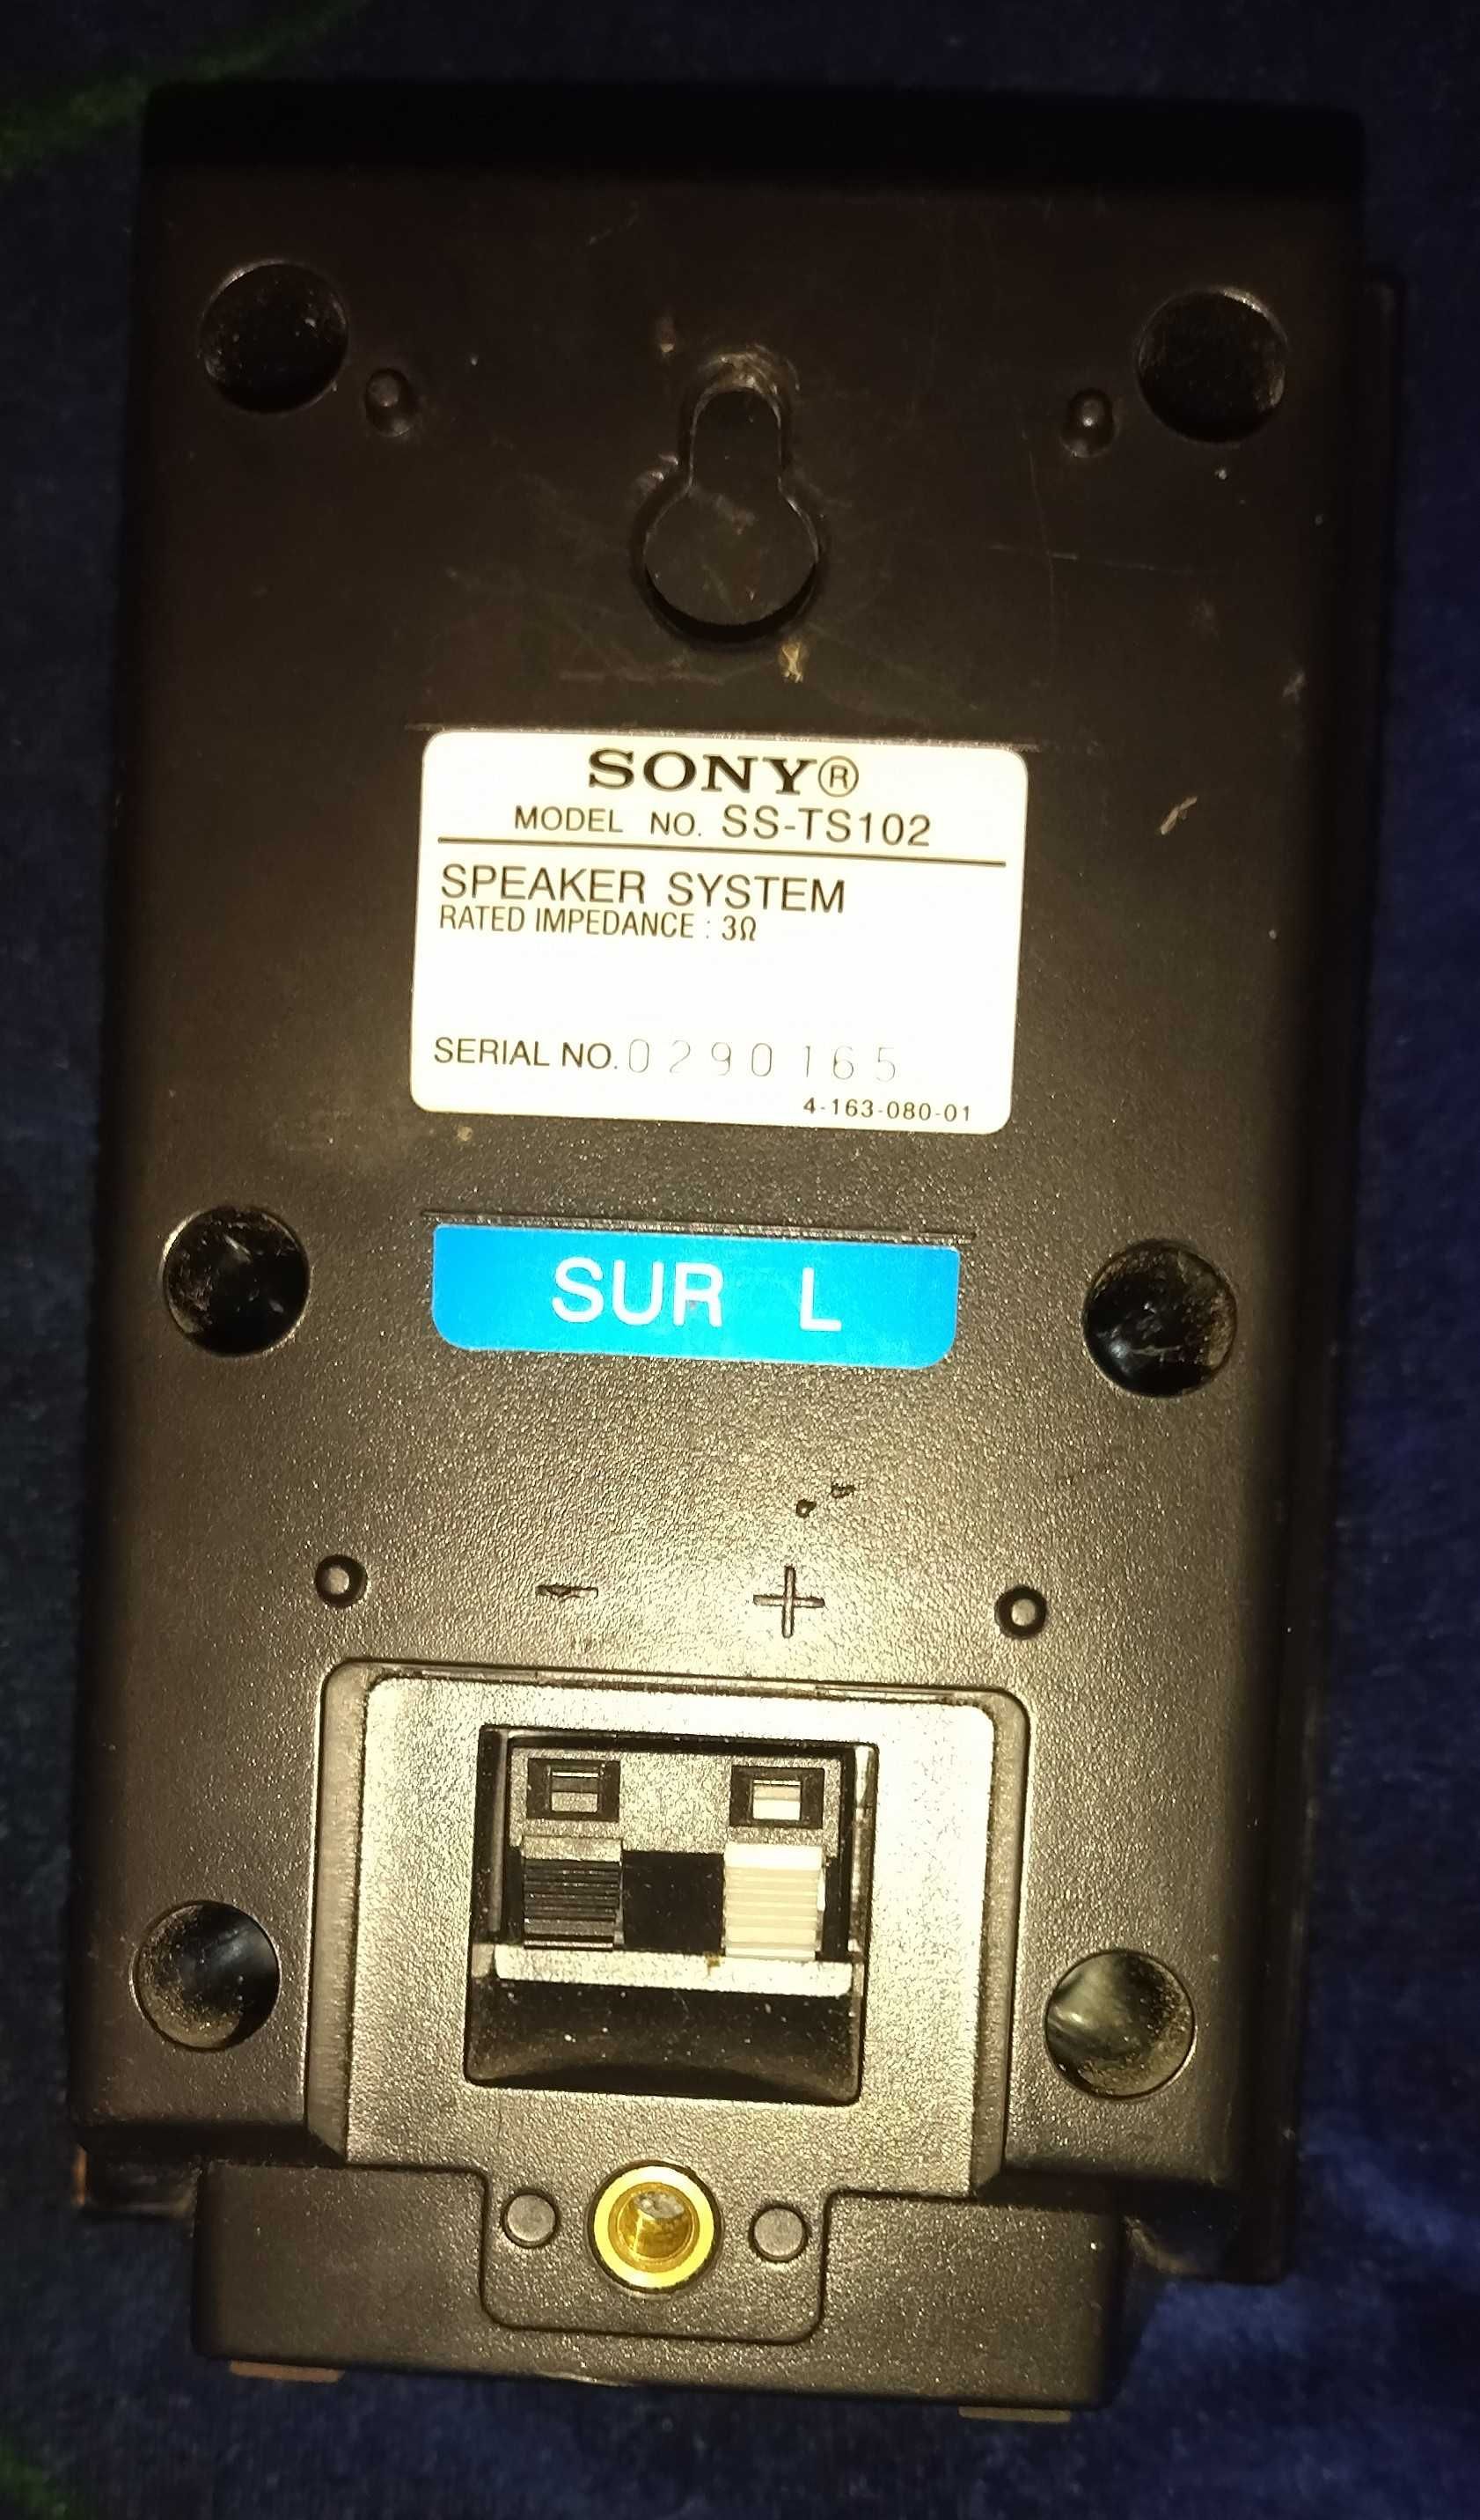 SONY®
MODEL NO. SS-TS102
SPEAKER SYSTEM
RATED IMPEDANCE : 3Ω
SERIAL NO. 0290165
4-163-080-01
SUR L
- +